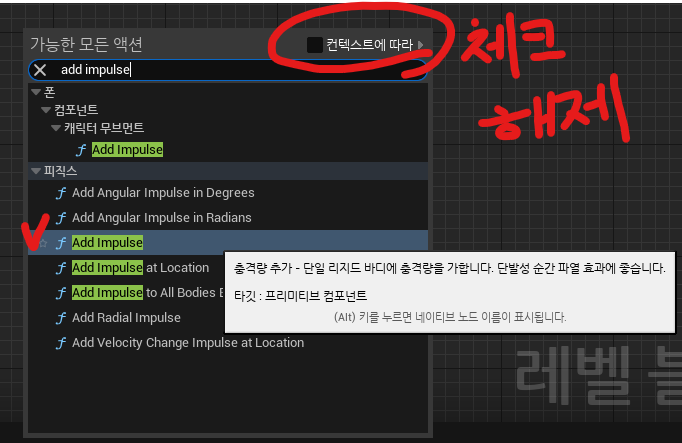 가능한 모든 액션
컨텍스트에 따라
체크
해제
add impulse
폰
컴포넌트
캐릭터 무브먼트
Add Impulse
피직스
Add Angular Impulse in Degrees
Add Angular Impulse in Radians
Add Impulse
Add Impulse at Location
Add Impulse to All Bodies B
Add Radial Impulse
Add Velocity Change Impulse at Location
충격량 추가 - 단일 리지드 바디에 충격량을 가합니다. 단발성 순간 파열 효과에 좋습니다.
타깃 : 프리미티브 컴포넌트
(Alt) 키를 누르면 네이티브 노드 이름이 표시됩니다.
레벨 블